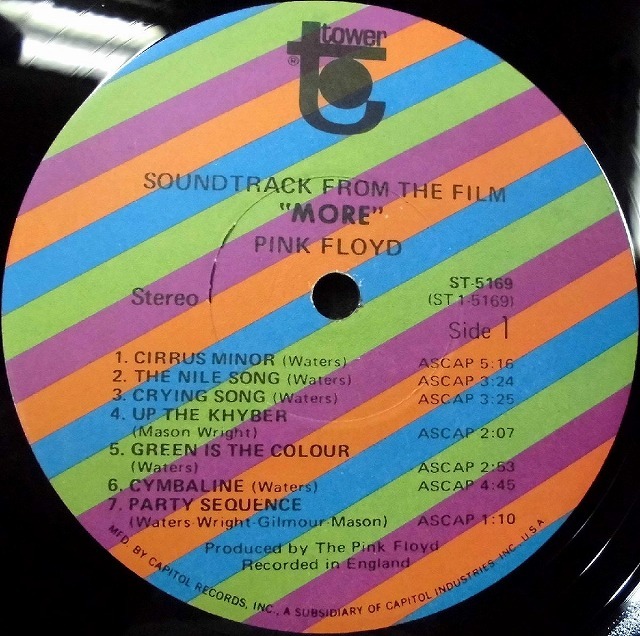 tower
®
SOUNDTRACK FROM THE FILM
"MORE"
PINK FLOYD
Stereo
ST-5169
(ST 1-5169)
Side 1
1. CIRRUS MINOR (Waters) ASCAP 5:16
2. THE NILE SONG (Waters) ASCAP 3:24
3. CRYING SONG (Waters) ASCAP 3:25
4. UP THE KHYBER
(Mason Wright) ASCAP 2:07
5. GREEN IS THE COLOUR
(Waters) ASCAP 2:53
6. CYMBALINE (Waters) ASCAP 4:45
7. PARTY SEQUENCE
(Waters-Wright-Gilmour-Mason) ASCAP 1:10
Produced by The Pink Floyd
Recorded in England
MFD. BY CAPITOL RECORDS, INC., A SUBSIDIARY OF CAPITOL INDUSTRIES, INC., U.S.A.